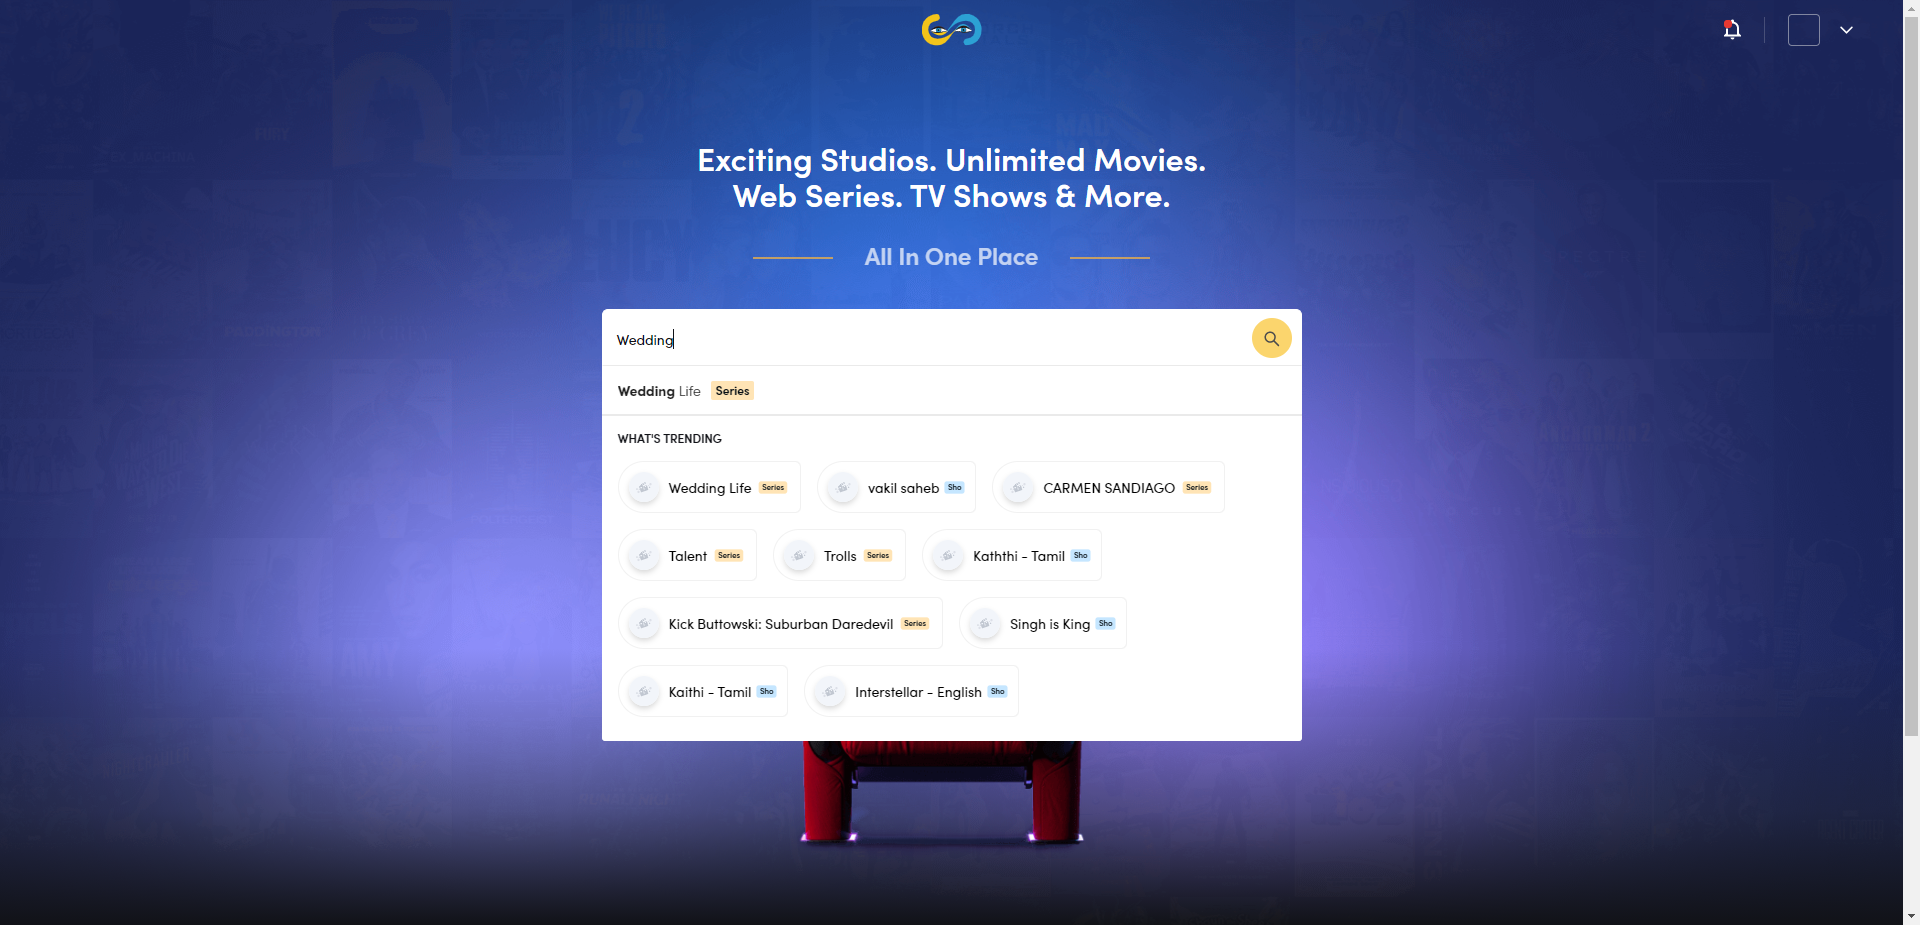 Exciting Studios. Unlimited Movies.
Web Series. TV Shows & More.
All In One Place
Wedding
Wedding Life Series
WHAT'S TRENDING
Wedding Life Series vakil saheb Sho CARMEN SANDIAGO Series
Talent Series Trolls Series Kaththi - Tamil Sho
Kick Buttowski: Suburban Daredevil Series Singh is King Sho
Kaithi - Tamil Sho Interstellar - English Sho